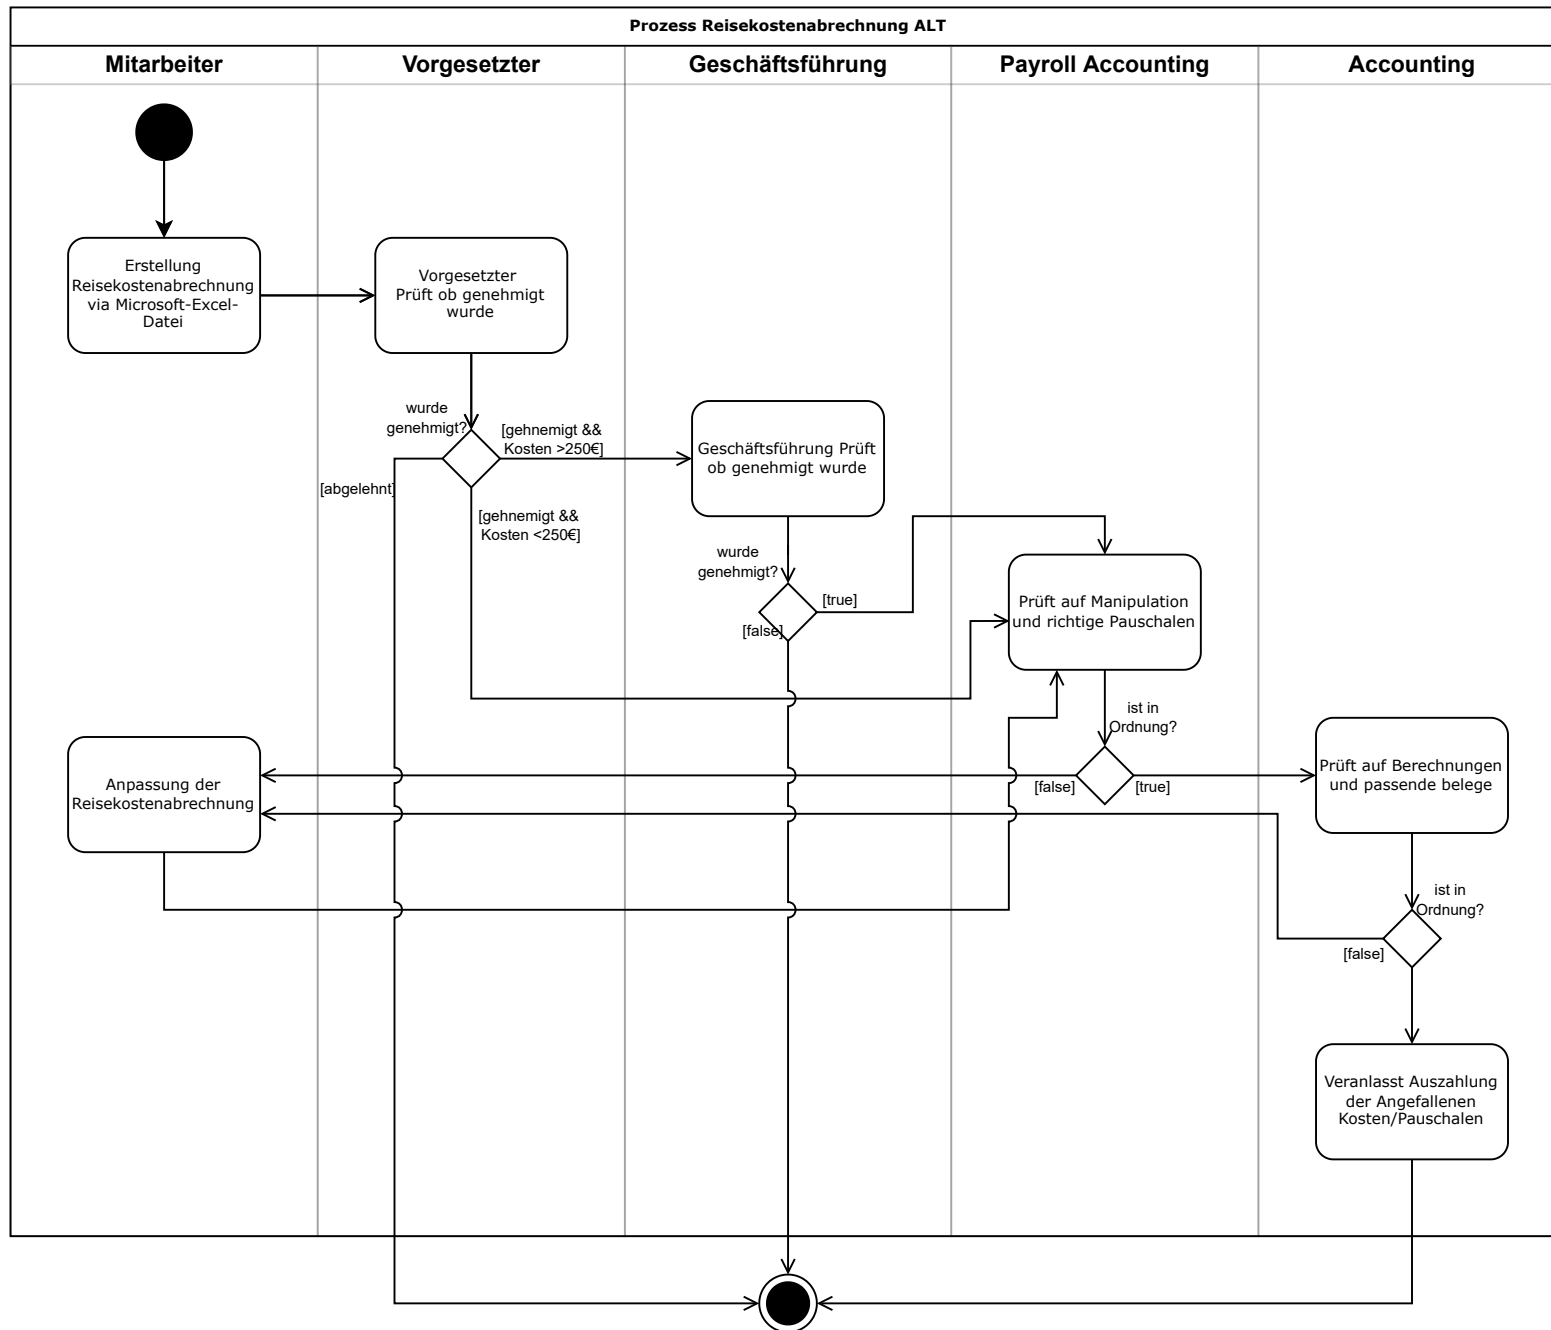 Prozess Reisekostenabrechnung ALT
Mitarbeiter
Vorgesetzter
Geschäftsführung
Payroll Accounting
Accounting
Erstellung
Reisekostenabrechnung
via Microsoft-Excel-
Datei
Vorgesetzter
Prüft ob genehmigt
wurde
wurde
genehmigt?
[gehnemigt &&
Kosten >250€]
[abgelehnt]
[gehnemigt &&
Kosten <250€]
Geschäftsführung Prüft
ob genehmigt wurde
wurde
genehmigt?
[true]
[false]
Prüft auf Manipulation
und richtige Pauschalen
ist in
Ordnung?
[false]
[true]
Anpassung der
Reisekostenabrechnung
Prüft auf Berechnungen
und passende belege
ist in
Ordnung?
[false]
Veranlasst Auszahlung
der Angefallenen
Kosten/Pauschalen